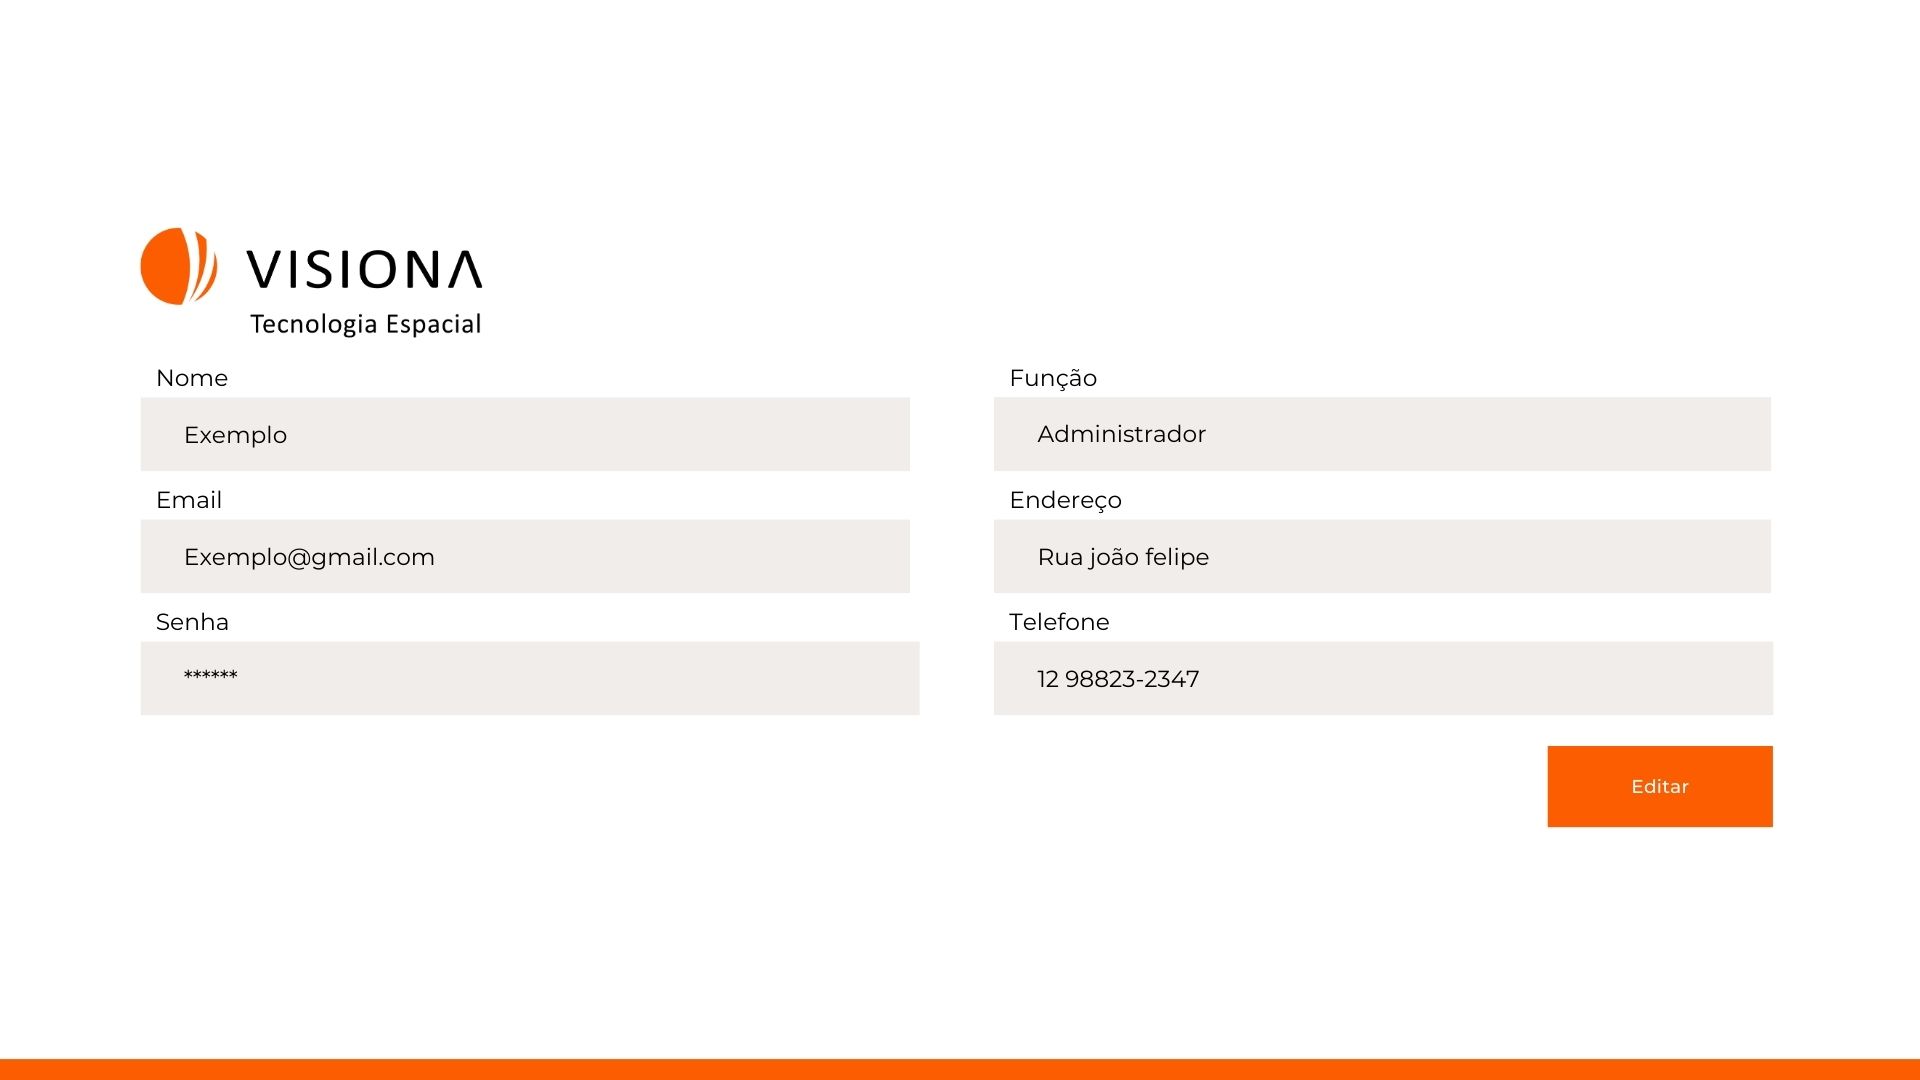 VISIONA
Tecnologia Espacial
Nome
Exemplo
Email
Exemplo@gmail.com
Senha
******
Função
Administrador
Endereço
Rua joão felipe
Telefone
12 98823-2347
Editar